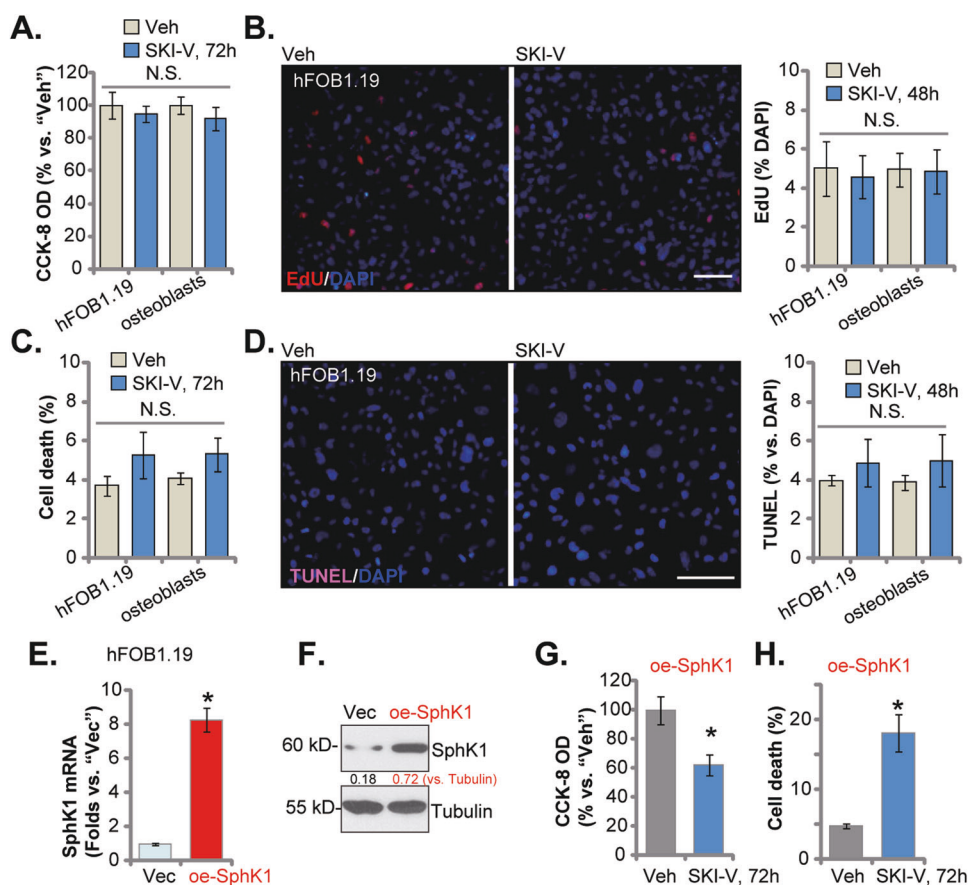 A.
Veh
SKI-V, 72h
N.S.
CCK-8 OD (% vs. “Veh”)
120
100
80
60
40
20
0
hFOB1.19
osteoblasts
B.
Veh
SKI-V
hFOB1.19
EdU/DAPI
Veh
SKI-V, 48h
N.S.
EdU (% DAPI)
10
8
6
4
2
0
hFOB1.19
osteoblasts
C.
Veh
SKI-V, 72h
N.S.
Cell death (%)
10
8
6
4
2
0
hFOB1.19
osteoblasts
D.
Veh
SKI-V
hFOB1.19
TUNEL/DAPI
Veh
SKI-V, 48h
N.S.
TUNEL (% vs. DAPI)
10
8
6
4
2
0
hFOB1.19
osteoblasts
E.
hFOB1.19
SphK1 mRNA
(Folds vs. “Vec”)
10
8
6
4
2
0
*
Vec
oe-SphK1
F.
Vec oe-SphK1
60 kD-
SphK1
0.18 0.72 (vs. Tubulin)
55 kD-
Tubulin
G.
oe-SphK1
CCK-8 OD
(% vs. “Veh”)
120
100
80
60
40
20
0
*
Veh SKI-V, 72h
H.
oe-SphK1
Cell death (%)
20
10
5
0
*
Veh SKI-V, 72h